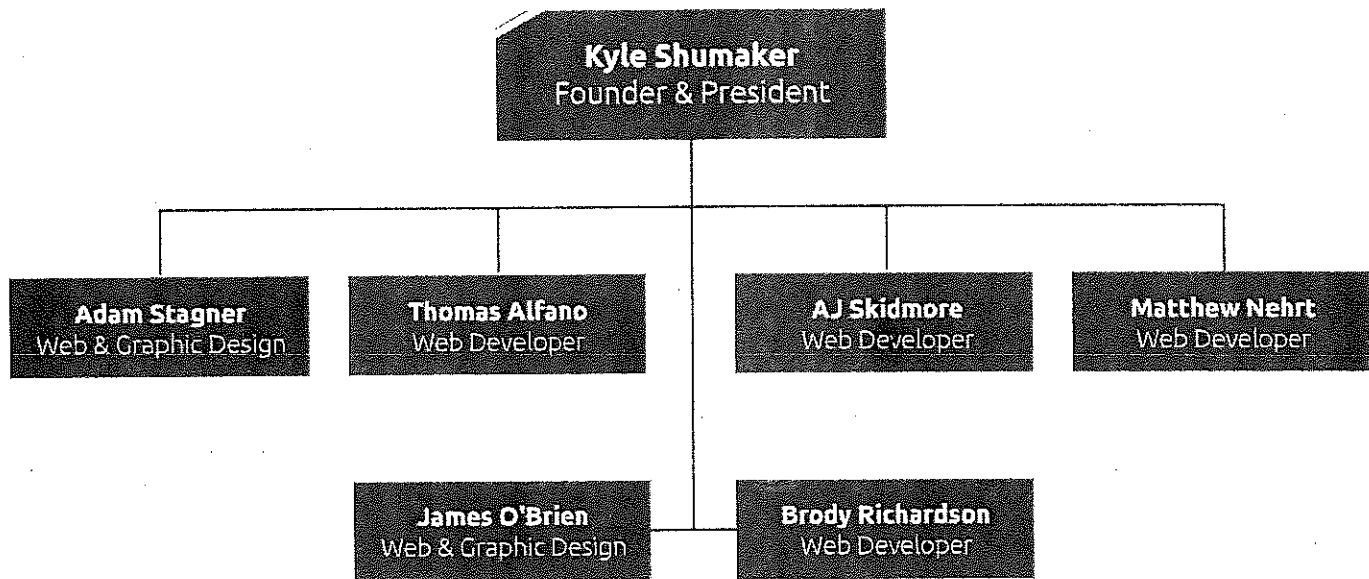 Kyle Shumaker
Founder & President
Adam Stagner
Web & Graphic Design
Thomas Alfano
Web Developer
AJ Skidmore
Web Developer
Matthew Nehrt
Web Developer
James O'Brien
Web & Graphic Design
Brody Richardson
Web Developer